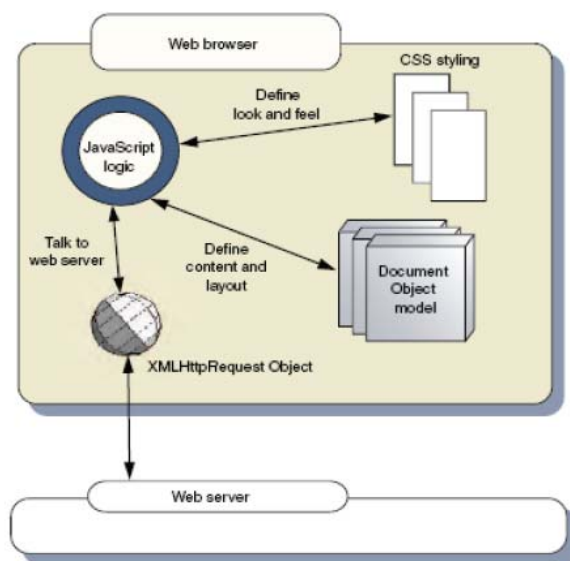 Web browser
CSS styling
Define
look and feel
JavaScript
logic
Talk to
web server
Define
content and
layout
Document
Object
model
XMLHttpRequest Object
Web server